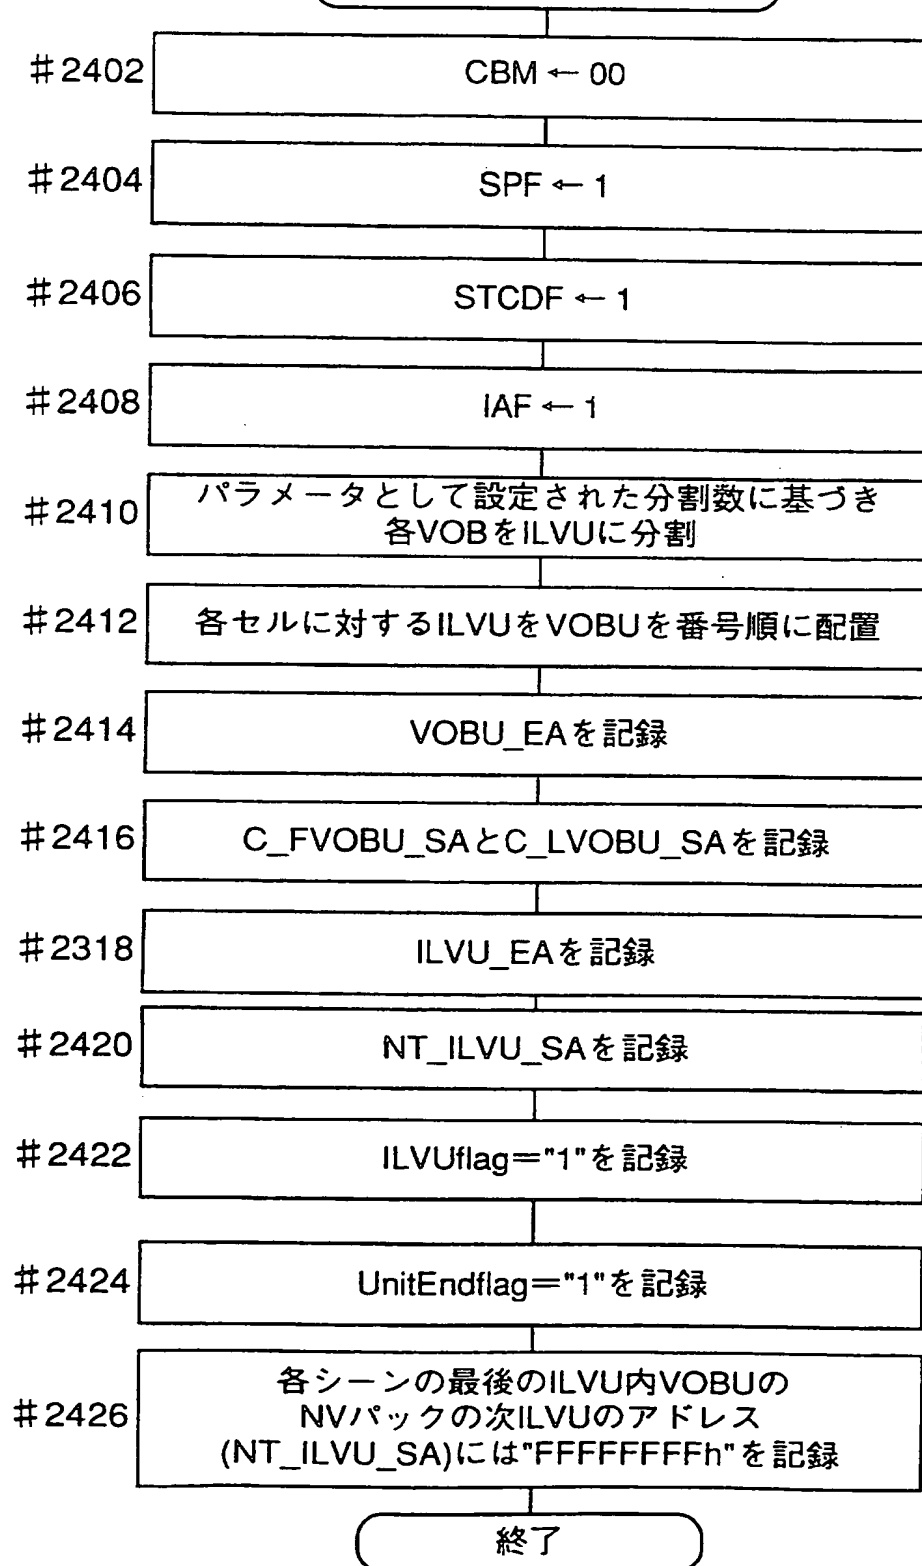 #2402
CBM ← 00
#2404
SPF ← 1
#2406
STCDF ← 1
#2408
IAF ← 1
#2410
パラメータとして設定された分割数に基づき
各VOBをILVUに分割
#2412
各セルに対するILVUをVOBUを番号順に配置
#2414
VOBU_EAを記録
#2416
C_FVOBU_SAとC_LVOBU_SAを記録
#2318
ILVU_EAを記録
#2420
NT_ILVU_SAを記録
#2422
ILVUflag="1"を記録
#2424
UnitEndflag="1"を記録
#2426
各シーンの最後のILVU内VOBUの
NVパックの次ILVUのアドレス
(NT_ILVU_SA)には"FFFFFFFFh"を記録
終了